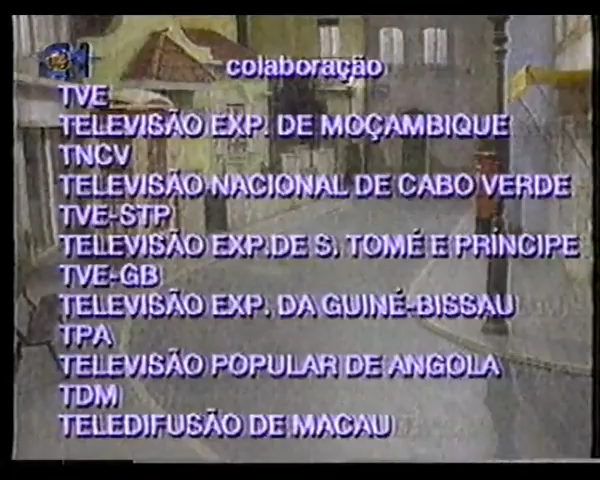 colaboração
TVE
TELEVISÃO EXP. DE MOÇAMBIQUE
TNCV
TELEVISÃO NACIONAL DE CABO VERDE
TVE-STP
TELEVISÃO EXP.DE S. TOMÉ E PRÍNCIPE
TVE-GB
TELEVISÃO EXP. DA GUINÉ-BISSAU
TPA
TELEVISÃO POPULAR DE ANGOLA
TDM
TELEDIFUSÃO DE MACAU